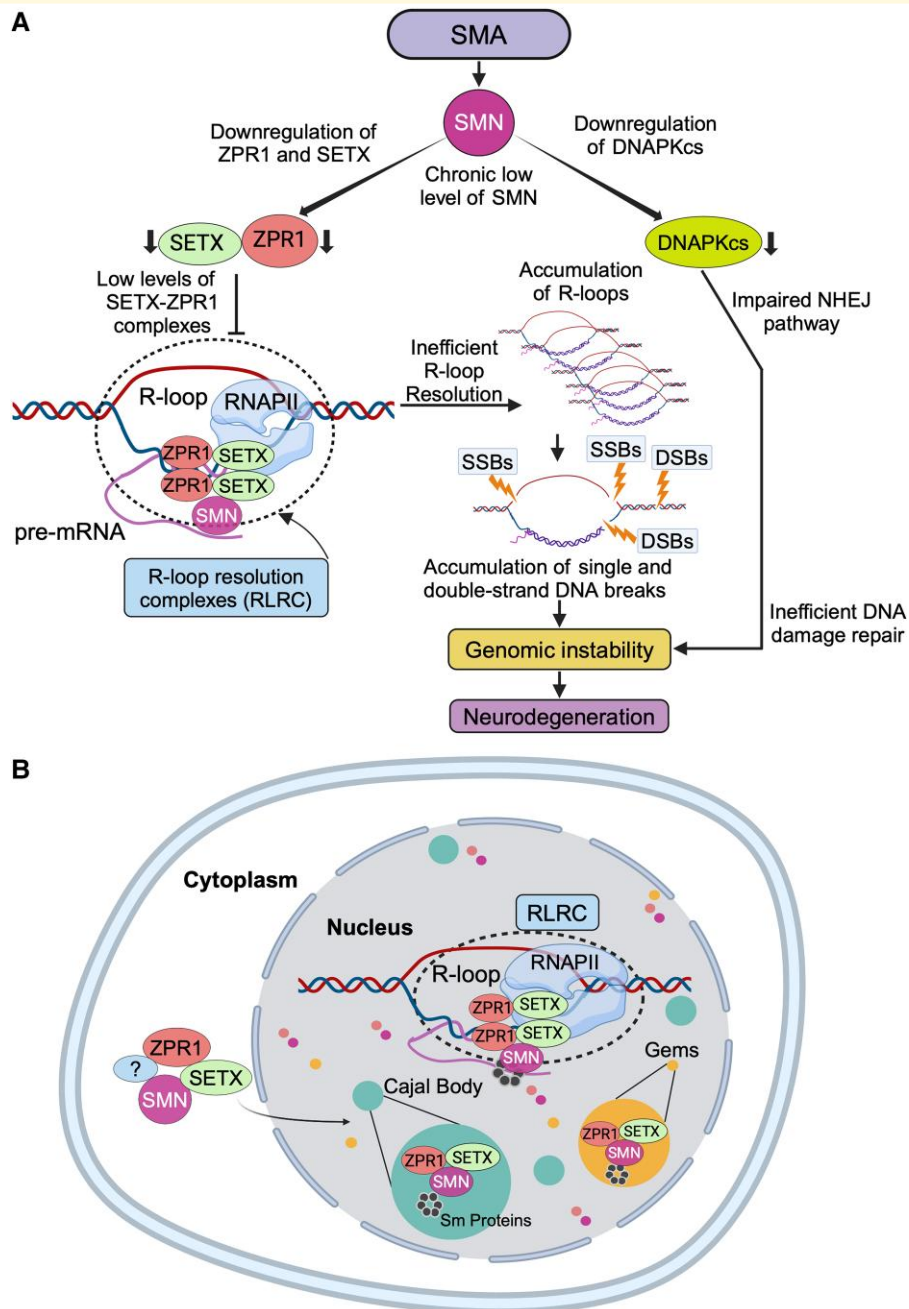 A
SMA
SMN
Downregulation of
ZPR1 and SETX
Downregulation
of DNAPKcs
Chronic low
level of SMN
SETX
ZPR1
DNAPKcs
Low levels of
SETX-ZPR1
complexes
Accumulation
of R-loops
Impaired NHEJ
pathway
Inefficient
R-loop
Resolution
R-loop
RNAPII
ZPR1
SETX
ZPR1
SETX
SMN
pre-mRNA
SSBs
SSBs
DSBs
DSBs
R-loop resolution
complexes (RLRC)
Accumulation of single and
double-strand DNA breaks
Inefficient DNA
damage repair
Genomic instability
Neurodegeneration
B
Cytoplasm
Nucleus
RLRC
R-loop
RNAPII
ZPR1
SETX
ZPR1
SETX
SMN
ZPR1
?
SETX
SMN
Cajal Body
Gems
ZPR1
SETX
SMN
Sm Proteins
ZPR1
SETX
SMN